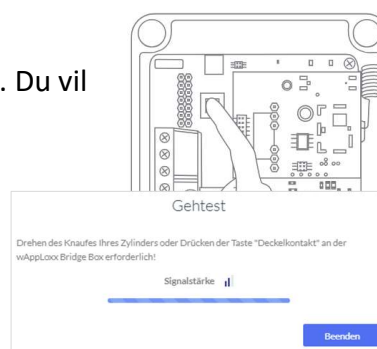 . Du vil
Gehtest
Drehen des Knaufes Ihres Zylinders oder Drücken der Taste "Deckelkontakt" an der
wAppLoxx Bridge Box erforderlich!
Signalstärke
Beenden